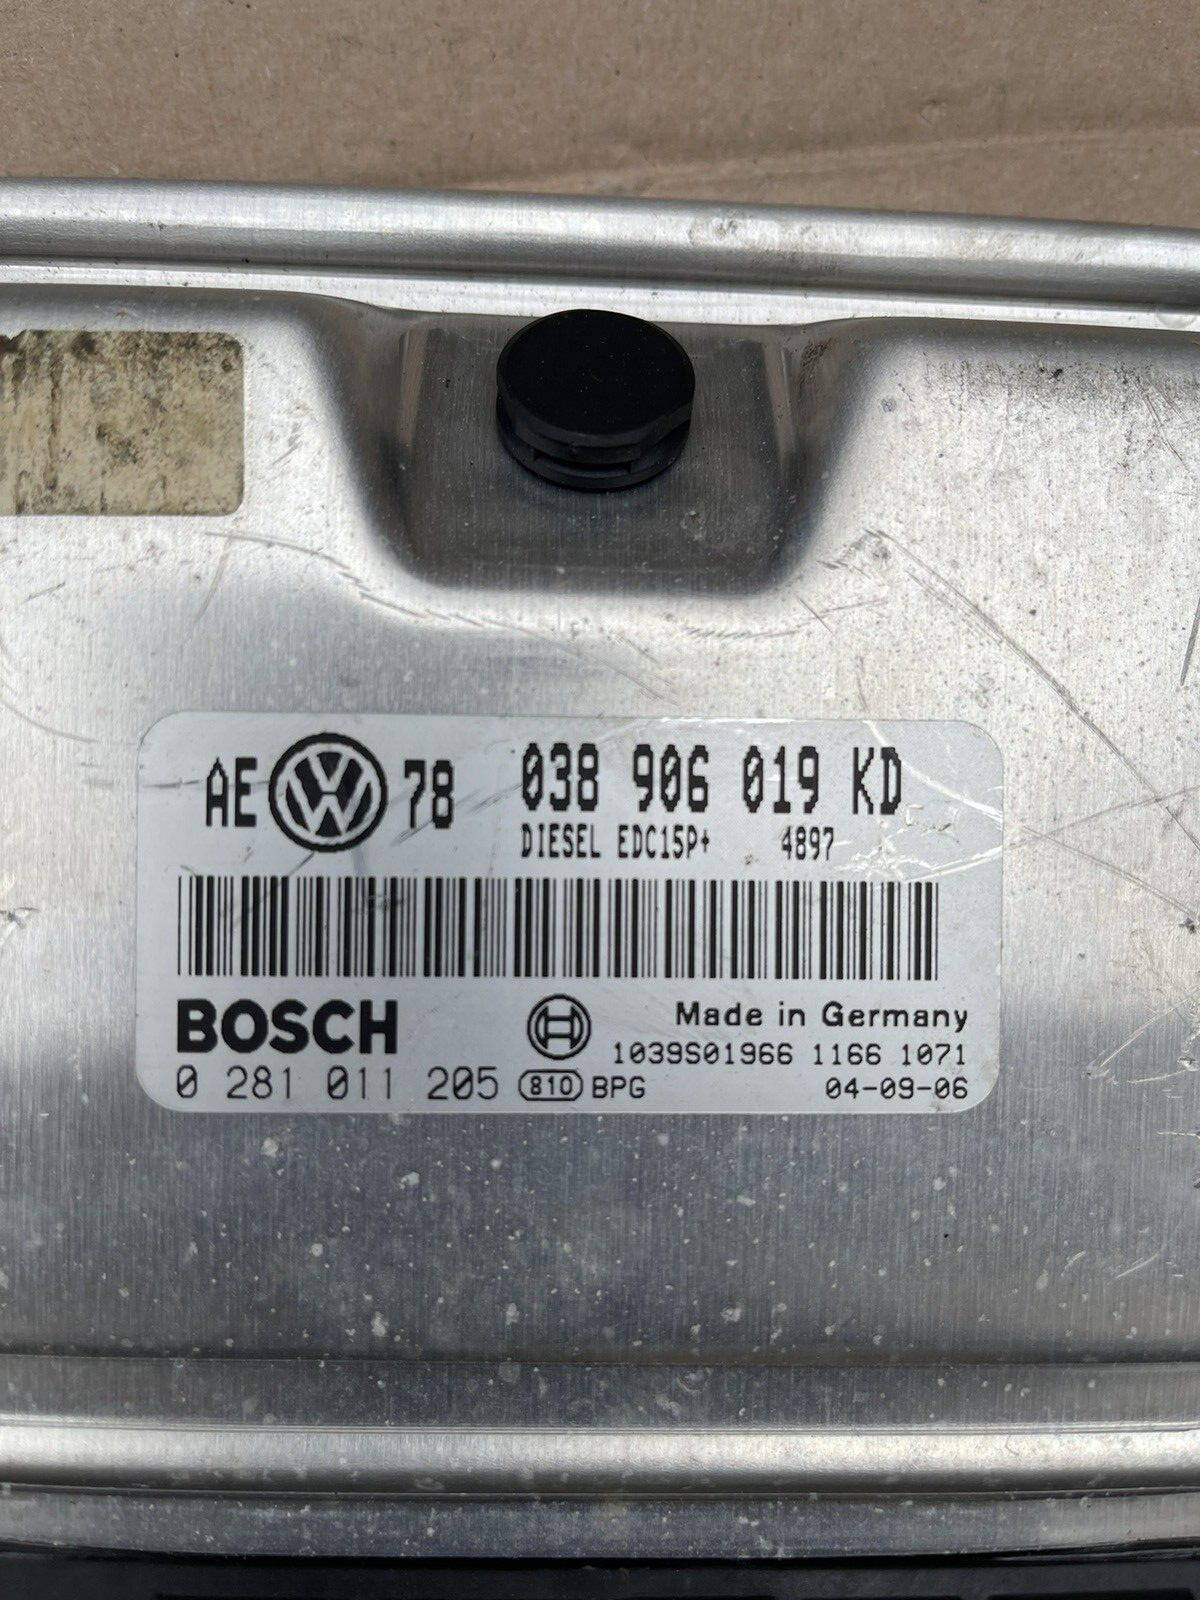 AE VW 78 038 906 019 KD
DIESEL EDC15P+ 4897
BOSCH Made in Germany
1039S01966 1166 1071
0 281 011 205 810 BPG 04-09-06